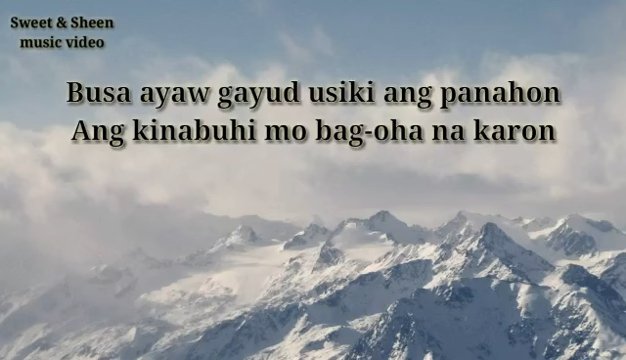 Sweet & Sheen
music video
Busa ayaw gayud usiki ang panahon
Ang kinabuhi mo bag-oha na karon